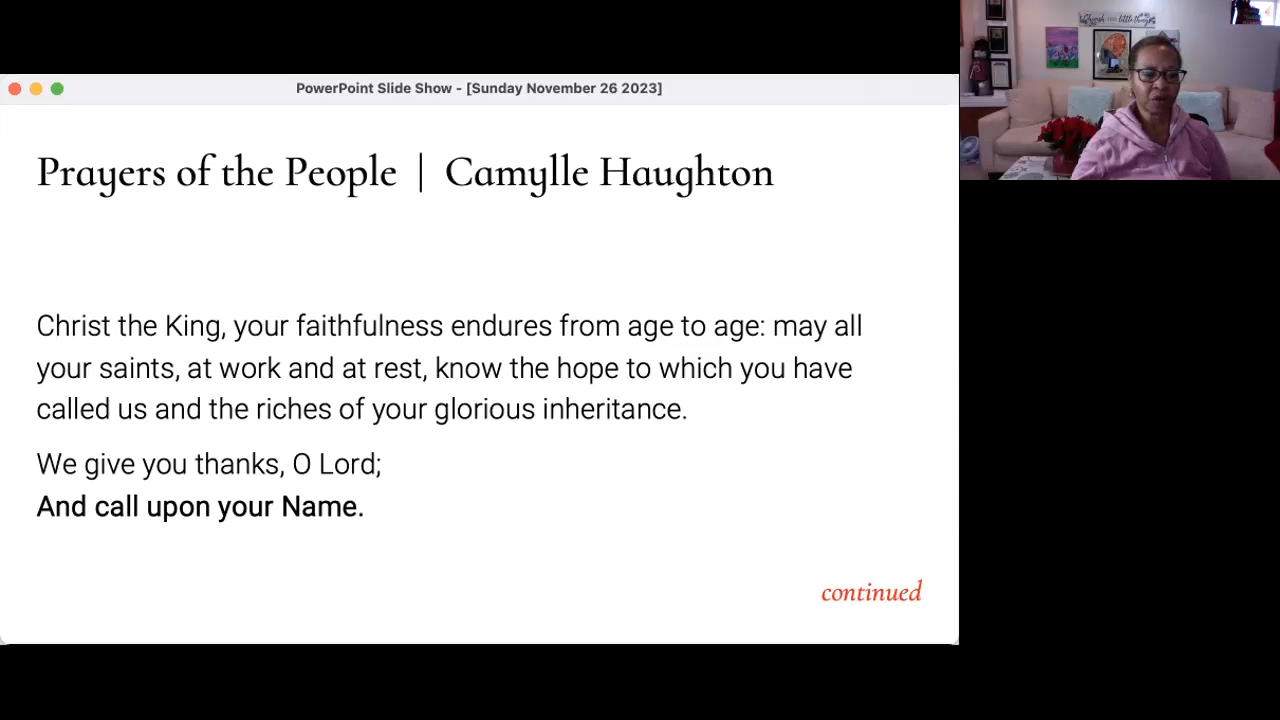 PowerPoint Slide Show - [Sunday November 26 2023]
Prayers of the People | Camylle Haughton
Christ the King, your faithfulness endures from age to age: may all
your saints, at work and at rest, know the hope to which you have
called us and the riches of your glorious inheritance.
We give you thanks, O Lord;
And call upon your Name.
continued